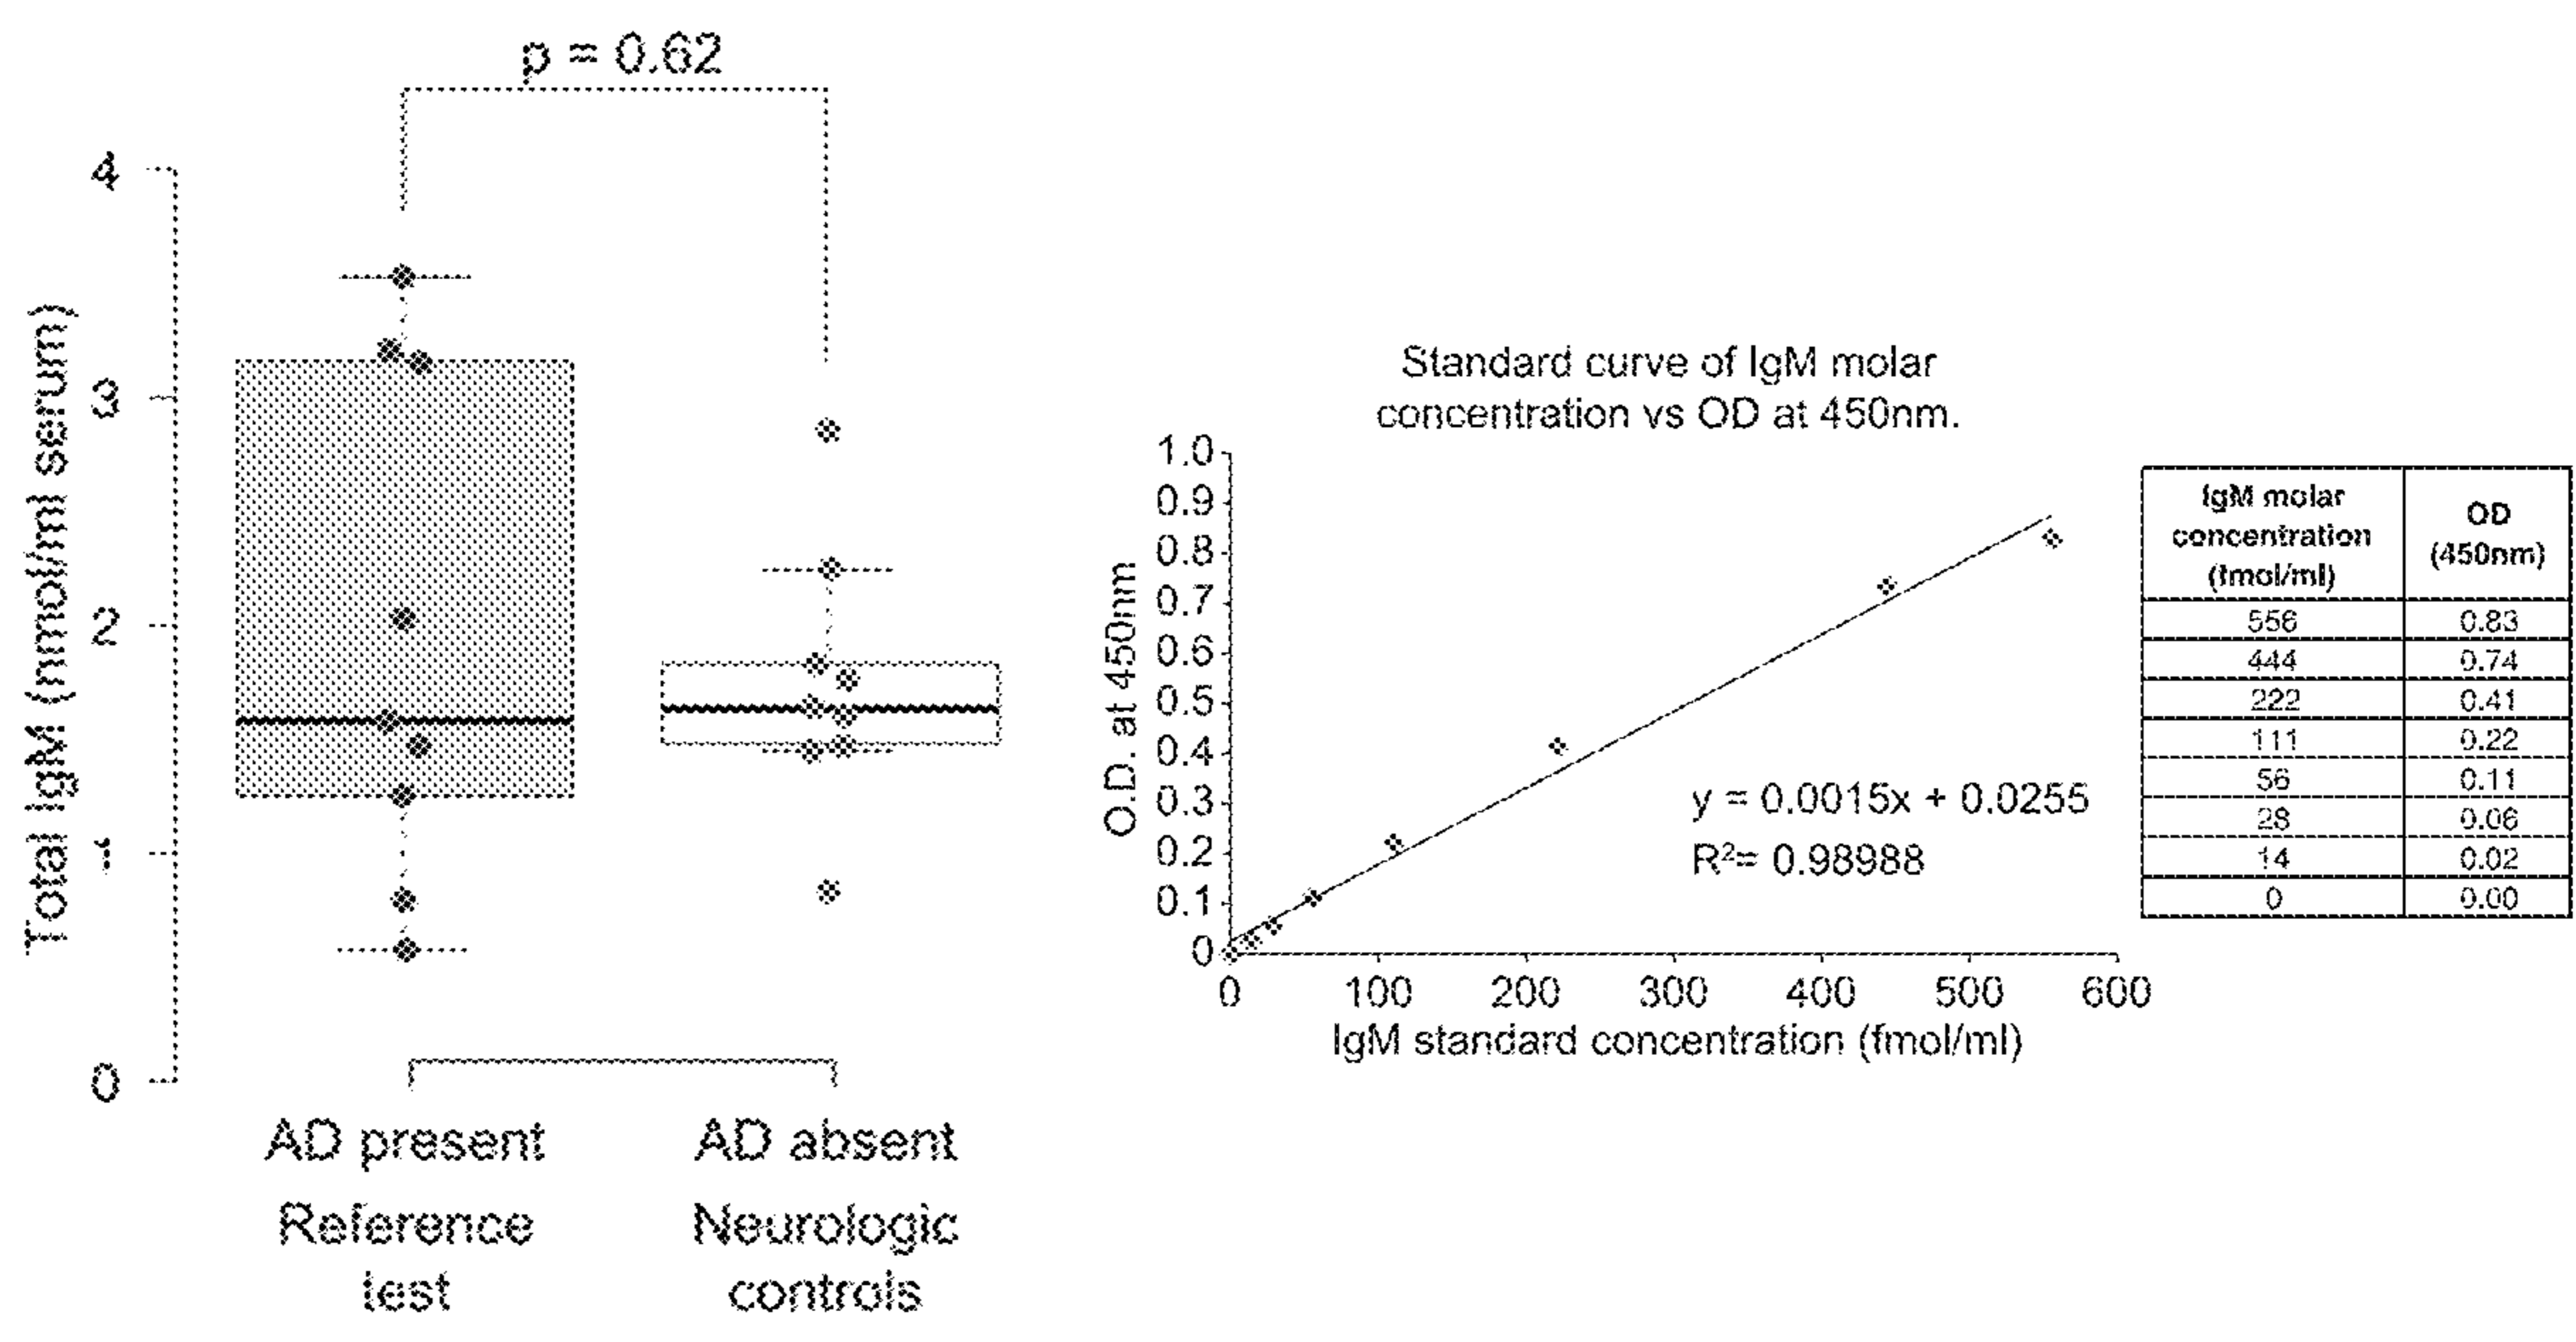 p = 0.62
4
3
2
1
0
Total IgM (nmol/ml serum)
AD present
Reference
test
AD absent
Neurologic
controls
Standard curve of IgM molar
concentration vs OD at 450nm.
1.0
0.9
0.8
0.7
0.6
0.5
0.4
0.3
0.2
0.1
0
O.D. at 450nm
y = 0.0015x + 0.0255
R²= 0.98988
0 100 200 300 400 500 600
IgM standard concentration (fmol/ml)
IgM molar
concentration
(fmol/ml)
OD
(450nm)
556 0.83
444 0.74
222 0.41
111 0.22
56 0.11
28 0.06
14 0.02
0 0.00